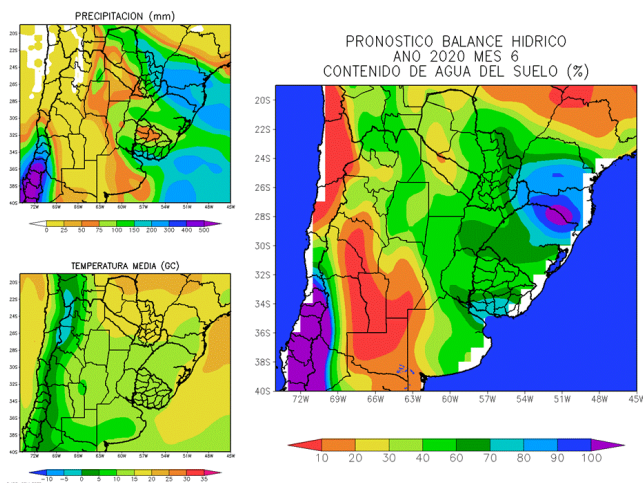 PRECIPITACION (mm)
20S
22S
24S
26S
28S
30S
32S
34S
36S
38S
40S
72W 69W 66W 63W 60W 57W 54W 51W 48W 45W
0 25 50 75 100 150 200 300 400 500
TEMPERATURA MEDIA (GC)
20S
22S
24S
26S
28S
30S
32S
34S
36S
38S
40S
72W 69W 66W 63W 60W 57W 54W 51W 48W 45W
-10 -5 0 5 10 15 20 25 30 35
PRONOSTICO BALANCE HIDRICO
ANO 2020 MES 6
CONTENIDO DE AGUA DEL SUELO (%)
20S
22S
24S
26S
28S
30S
32S
34S
36S
38S
40S
72W 69W 66W 63W 60W 57W 54W 51W 48W 45W
10 20 30 40 50 60 70 80 90 100